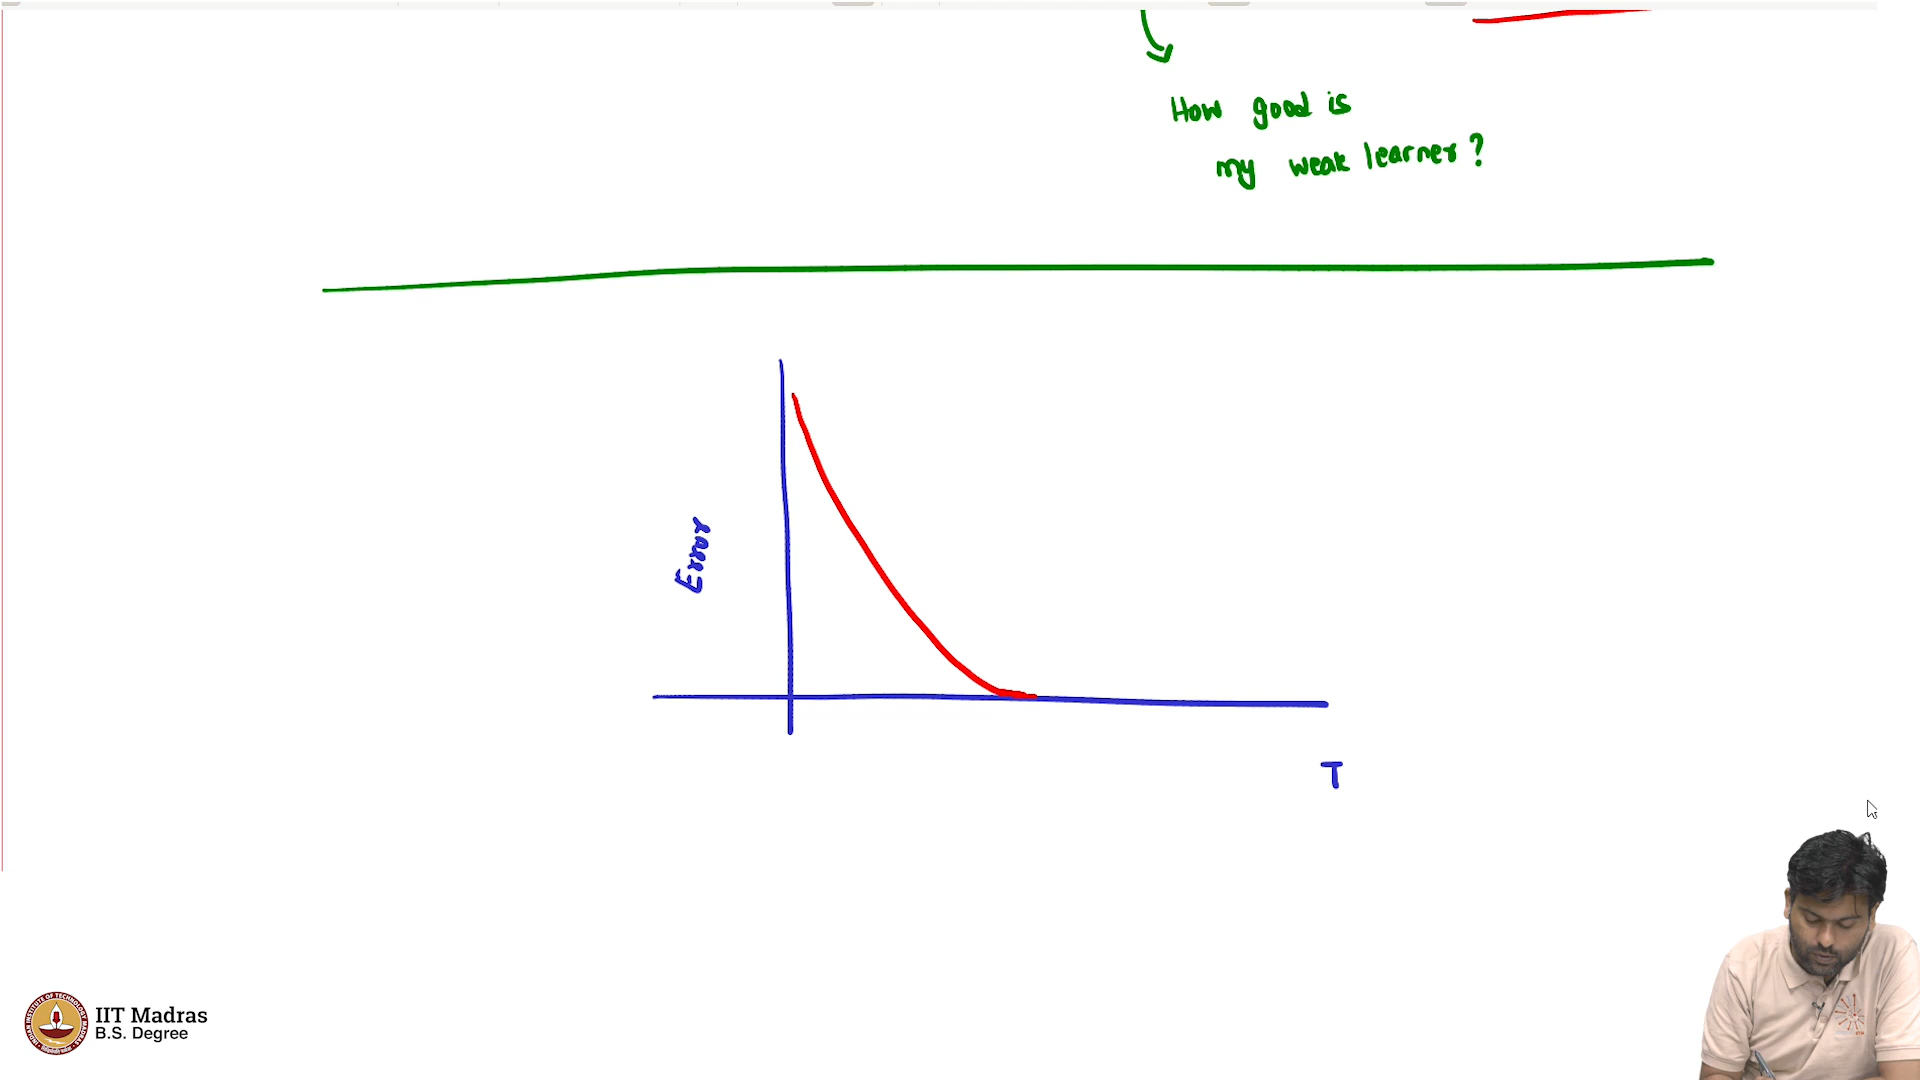 How good is
my weak learner?
Error
T
IIT Madras
B.S. Degree